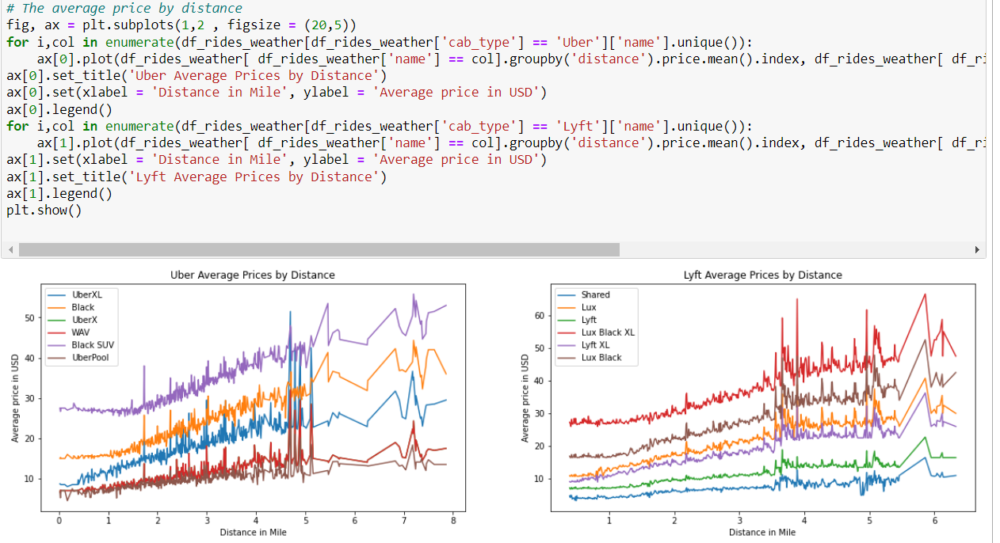 # The average price by distance
fig, ax = plt.subplots(1,2 , figsize = (20,5))
for i,col in enumerate(df_rides_weather[df_rides_weather['cab_type'] == 'Uber']['name'].unique()):
    ax[0].plot(df_rides_weather[ df_rides_weather['name'] == col].groupby('distance').price.mean().index, df_rides_weather[ df_ri
ax[0].set_title('Uber Average Prices by Distance')
ax[0].set(xlabel = 'Distance in Mile', ylabel = 'Average price in USD')
ax[0].legend()
for i,col in enumerate(df_rides_weather[df_rides_weather['cab_type'] == 'Lyft']['name'].unique()):
    ax[1].plot(df_rides_weather[ df_rides_weather['name'] == col].groupby('distance').price.mean().index, df_rides_weather[ df_ri
ax[1].set(xlabel = 'Distance in Mile', ylabel = 'Average price in USD')
ax[1].set_title('Lyft Average Prices by Distance')
ax[1].legend()
plt.show()
Uber Average Prices by Distance
UberXL
Black
UberX
WAV
Black SUV
UberPool
50
40
30
20
10
Average price in USD
0 1 2 3 4 5 6 7 8
Distance in Mile
Lyft Average Prices by Distance
Shared
Lux
Lyft
Lux Black XL
Lyft XL
Lux Black
60
50
40
30
20
10
Average price in USD
1 2 3 4 5 6
Distance in Mile